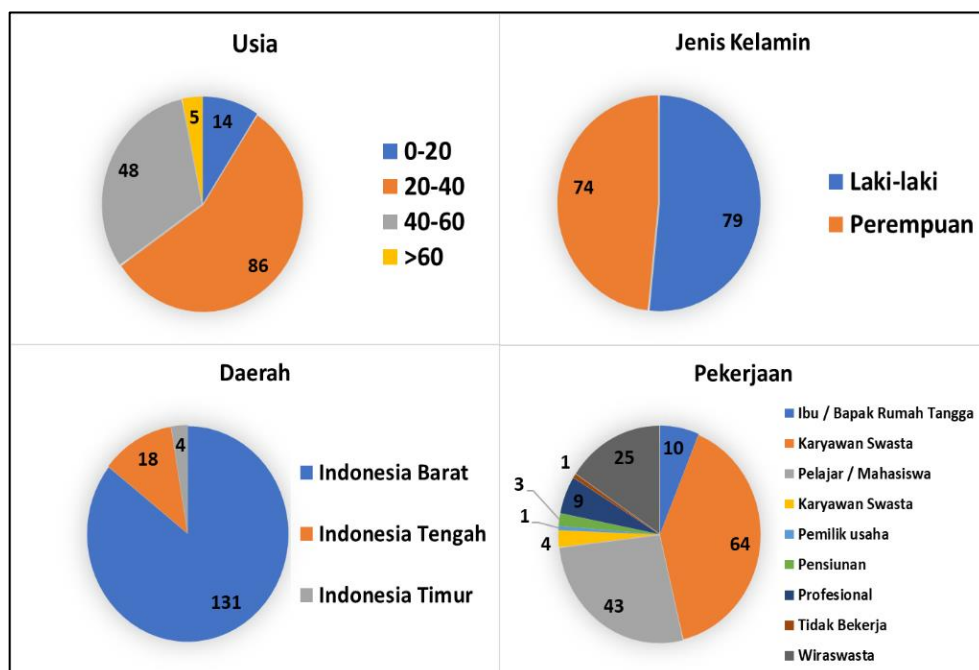 Usia
5
14
48
86
0-20
20-40
40-60
>60
Jenis Kelamin
74
79
Laki-laki
Perempuan
Daerah
4
18
131
Indonesia Barat
Indonesia Tengah
Indonesia Timur
Pekerjaan
10
64
43
4
1
3
9
1
25
Ibu / Bapak Rumah Tangga
Karyawan Swasta
Pelajar / Mahasiswa
Karyawan Swasta
Pemilik usaha
Pensiunan
Profesional
Tidak Bekerja
Wiraswasta